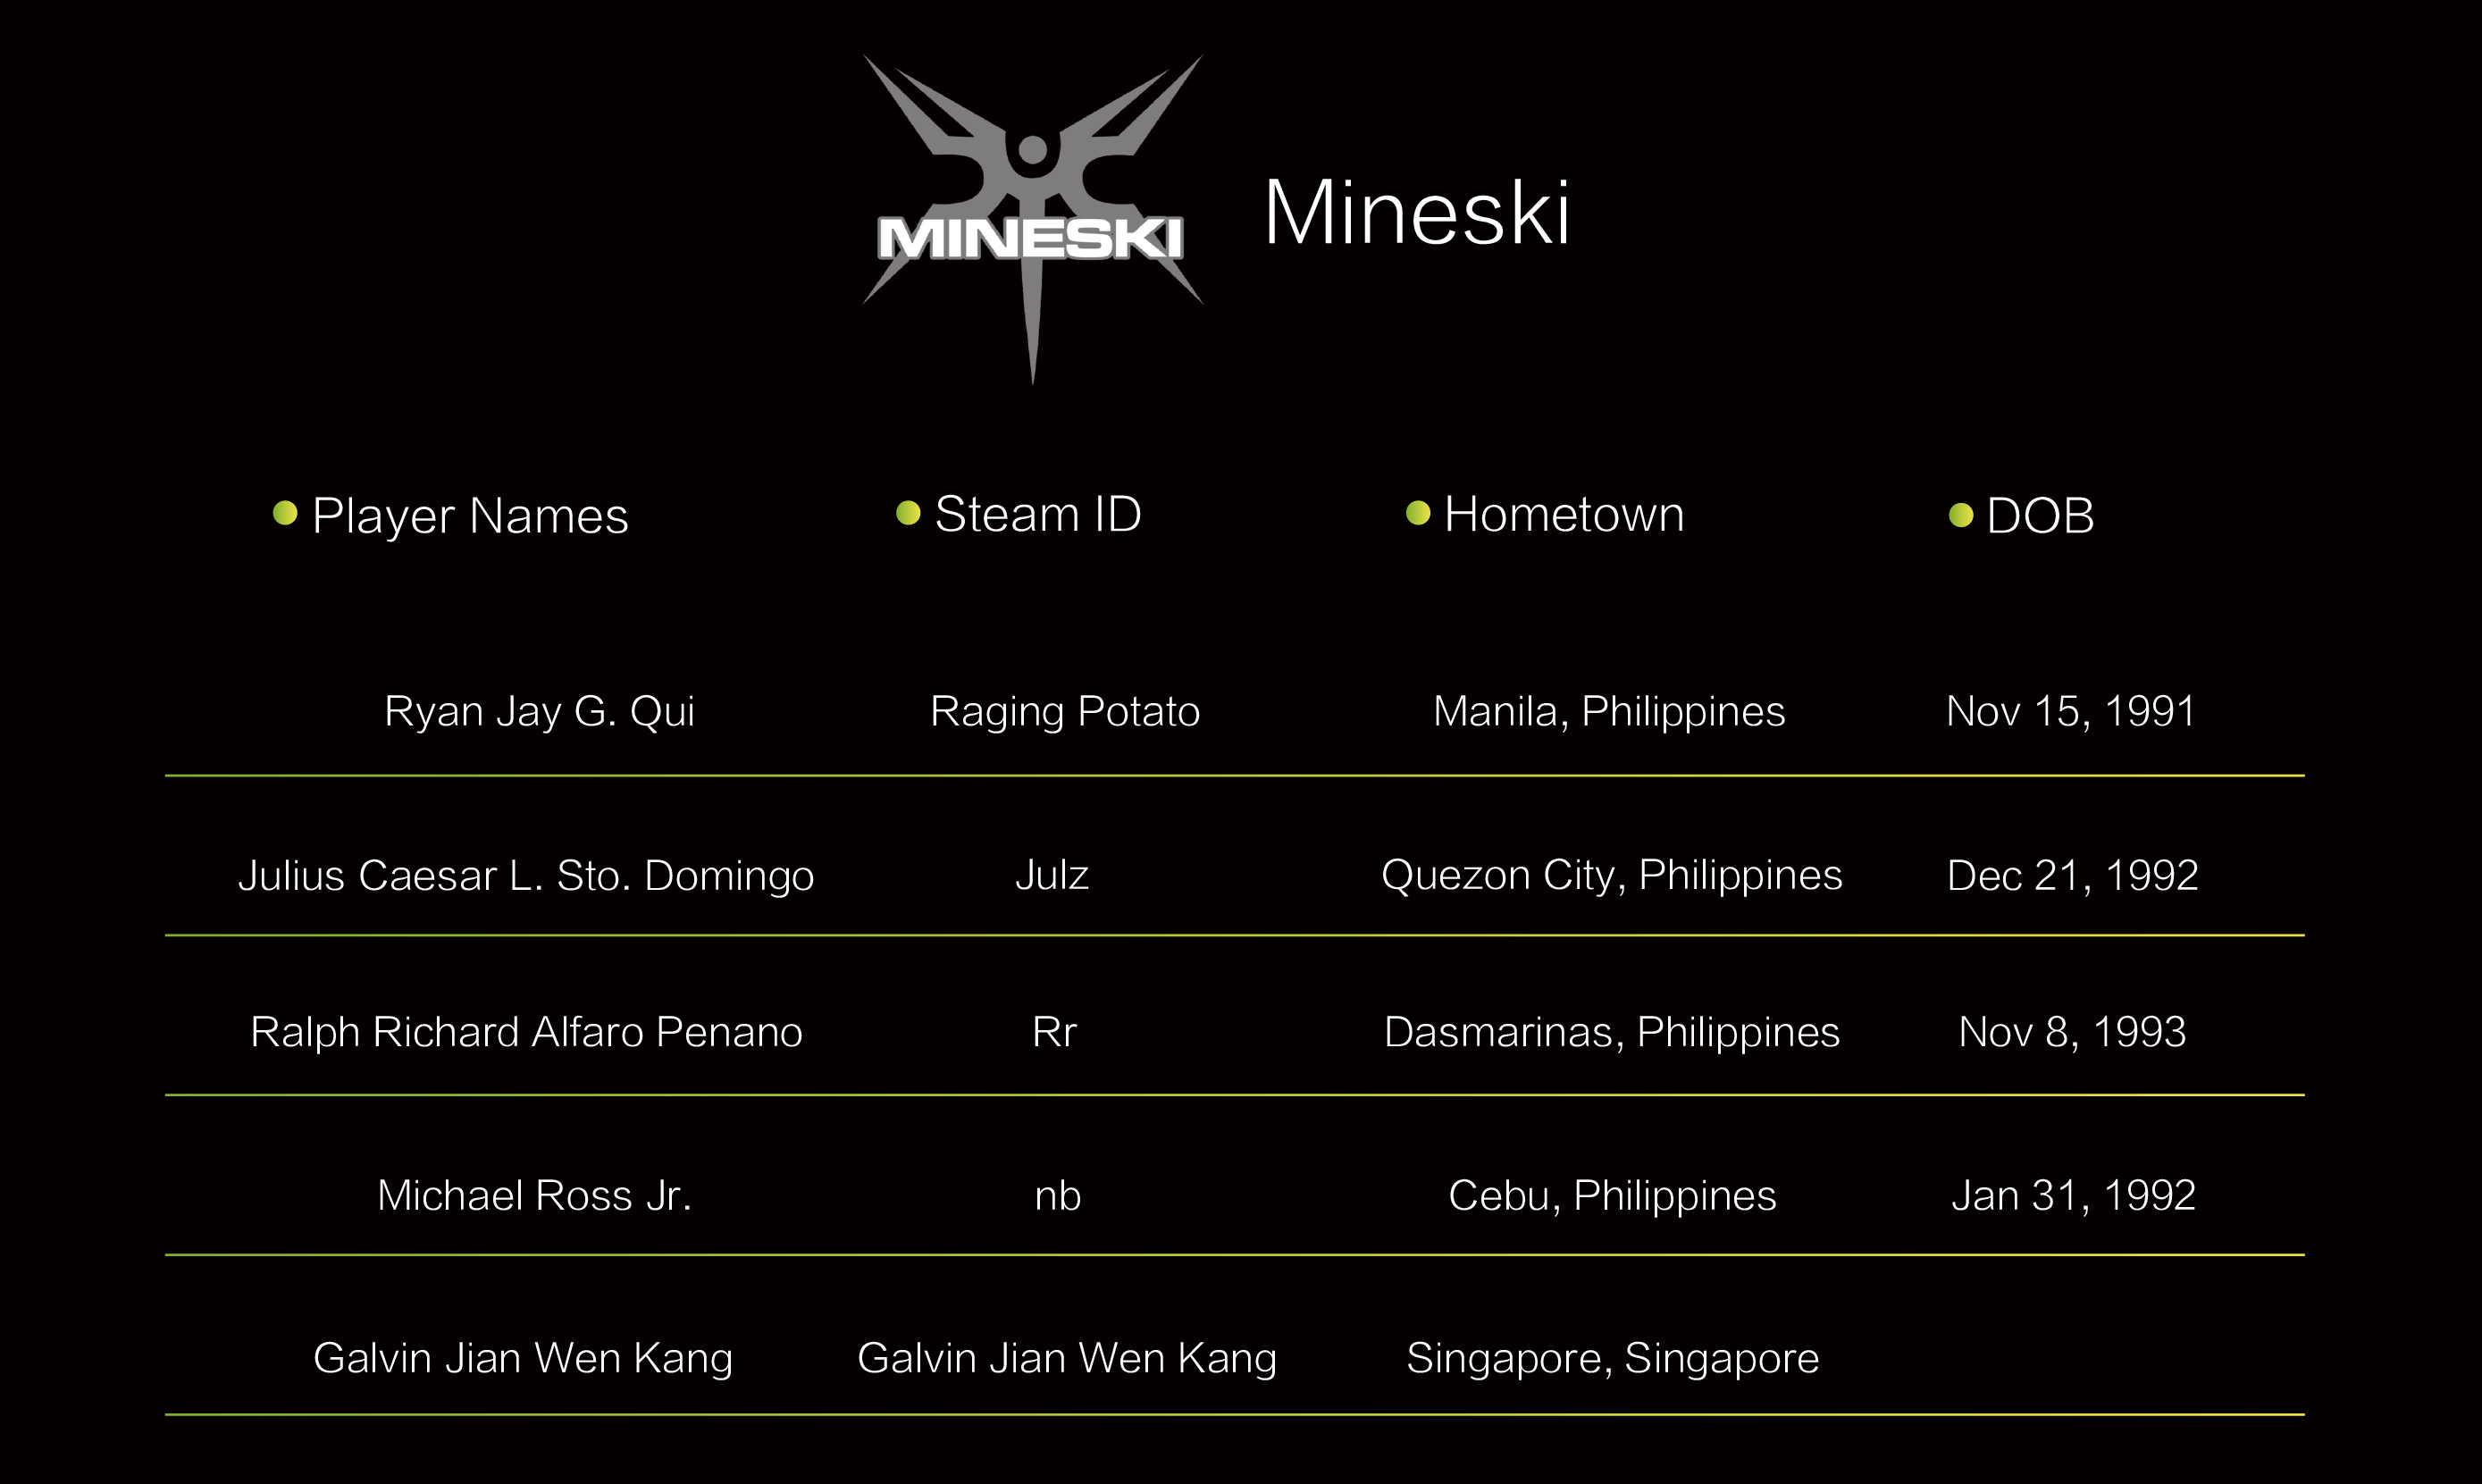 MINESKI
Mineski
Player Names Steam ID Hometown DOB
Ryan Jay G. Qui Raging Potato Manila, Philippines Nov 15, 1991
Julius Caesar L. Sto. Domingo Julz Quezon City, Philippines Dec 21, 1992
Ralph Richard Alfaro Penano Rr Dasmarinas, Philippines Nov 8, 1993
Michael Ross Jr. nb Cebu, Philippines Jan 31, 1992
Galvin Jian Wen Kang Galvin Jian Wen Kang Singapore, Singapore